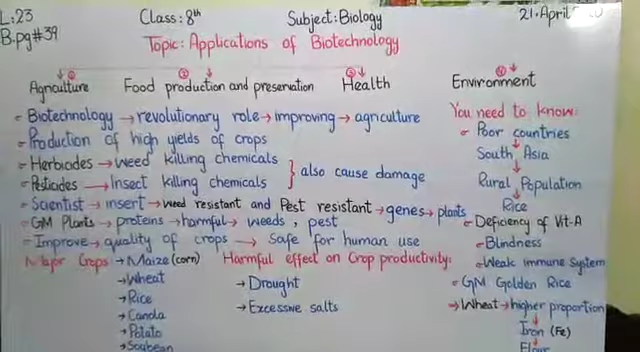 L:23
Class: 8th
Subject: Biology
21.April
B.pg#39
Topic: Applications of Biotechnology
① Agriculture
② Food production and preservation
③ Health
④ Environment
Biotechnology → revolutionary role → improving → agriculture
Production of high yields of crops
Herbicides → weed killing chemicals
Pesticides → Insect killing chemicals
} also cause damage
Scientist → insert → weed resistant and Pest resistant → genes → plants
GM Plants → proteins → harmful → weeds, pest
Improve → quality of crops → Safe for human use
Major Crops → Maize (corn)
→ Wheat
→ Rice
→ Canola
→ Potato
→ Soybean
Harmful effect on Crop productivity:
→ Drought
→ Excessive salts
You need to know:
Poor countries
↓
South Asia
↓
Rural Population
↓
Rice
Deficiency of Vit-A
Blindness
Weak immune System
GM Golden Rice
→ Wheat → higher proportion
↓
Iron (Fe)
↓
Flour